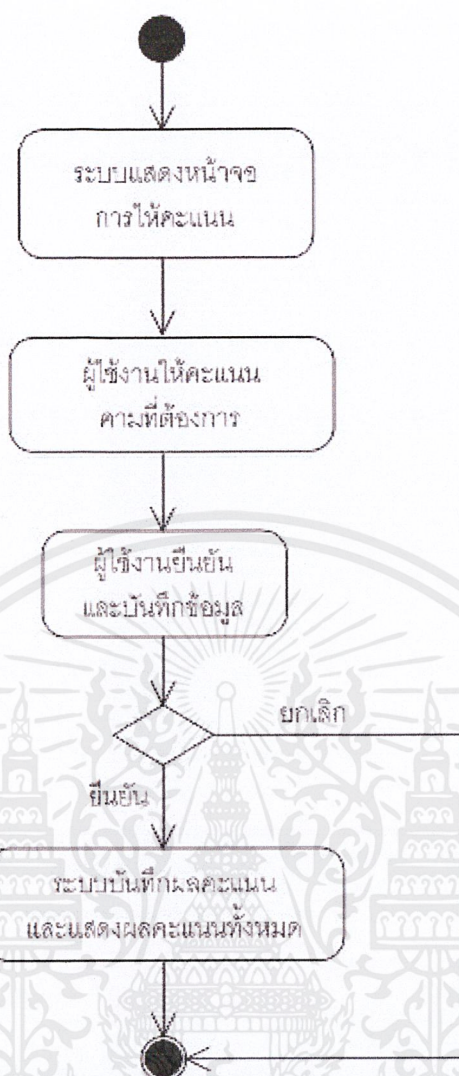 ระบบแสดงหน้าจอ
การให้คะแนน
ผู้ใช้งานให้คะแนน
ตามที่ต้องการ
ผู้ใช้งานยืนยัน
และบันทึกข้อมูล
ยกเลิก
ยืนยัน
ระบบบันทึกผลคะแนน
และแสดงผลคะแนนทั้งหมด